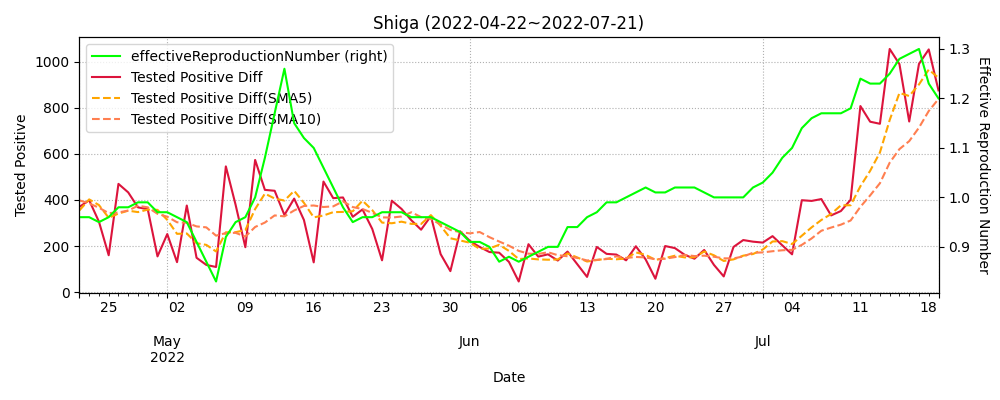 Shiga (2022-04-22~2022-07-21)
effectiveReproductionNumber (right)
Tested Positive Diff
Tested Positive Diff(SMA5)
Tested Positive Diff(SMA10)
Tested Positive
1000
800
600
400
200
0
1.3
1.2
1.1
1.0
0.9
Effective Reproduction Number
25 02 09 16 23 30 06 13 20 27 04 11 18
May Jun Jul
2022
Date